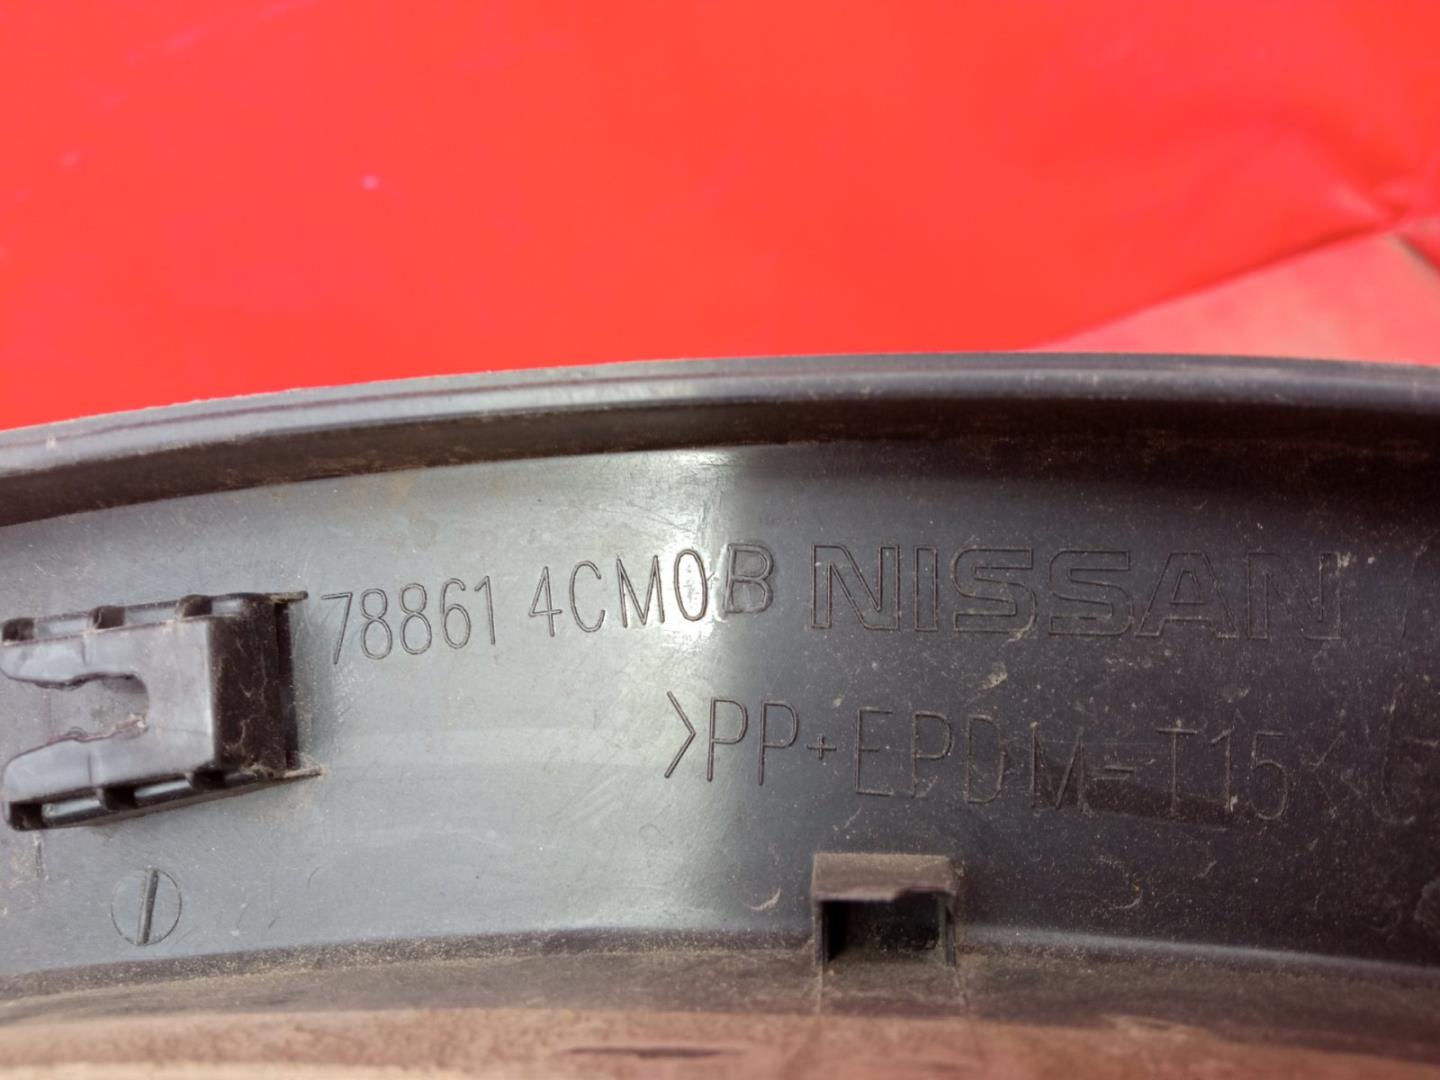 78861 4CM0B NISSAN
>PP+EPDM-T15<